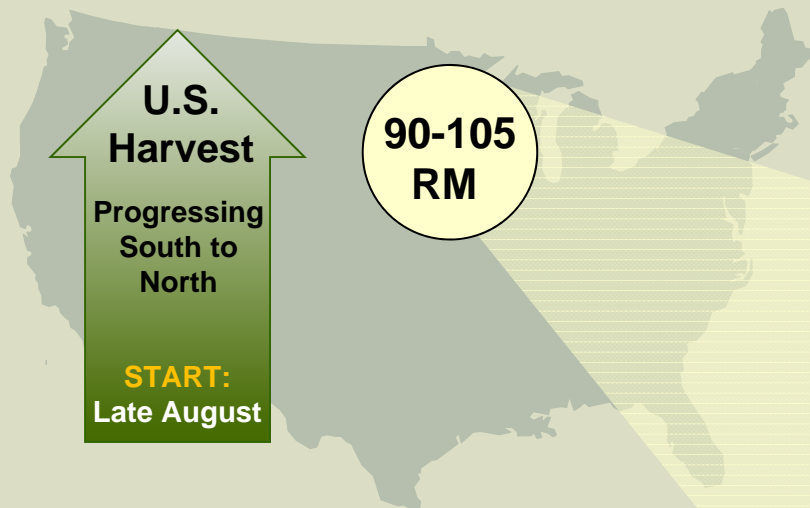 U.S.
Harvest
Progressing
South to
North
START:
Late August
90-105
RM